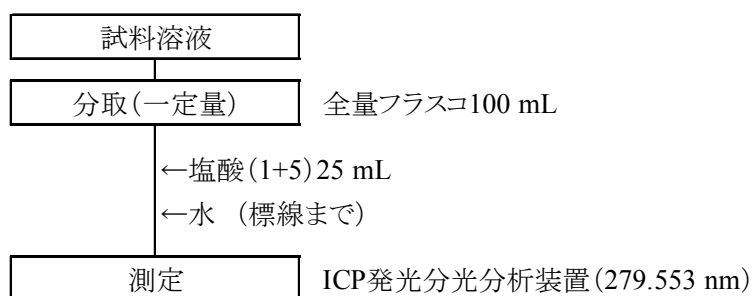 試料溶液
分取(一定量) 全量フラスコ100 mL
←塩酸(1+5)25 mL
←水 (標線まで)
測定 ICP発光分光分析装置(279.553 nm)